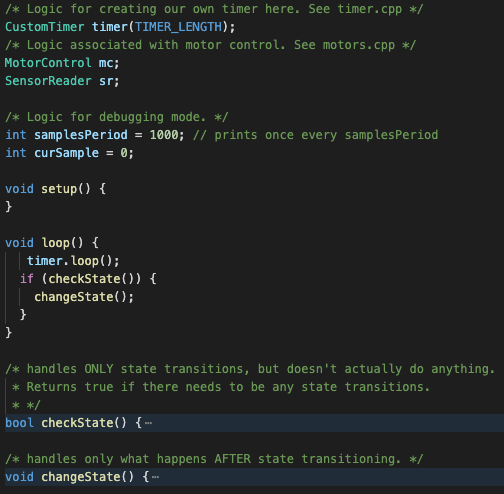 /* Logic for creating our own timer here. See timer.cpp */
CustomTimer timer(TIMER_LENGTH);
/* Logic associated with motor control. See motors.cpp */
MotorControl mc;
SensorReader sr;

/* Logic for debugging mode. */
int samplesPeriod = 1000; // prints once every samplesPeriod
int curSample = 0;

void setup() {
}

void loop() {
   timer.loop();
  if (checkState()) {
    changeState();
  }
}

/* handles ONLY state transitions, but doesn't actually do anything.
 * Returns true if there needs to be any state transitions.
 * */
bool checkState() {⋯

/* handles only what happens AFTER state transitioning. */
void changeState() {⋯